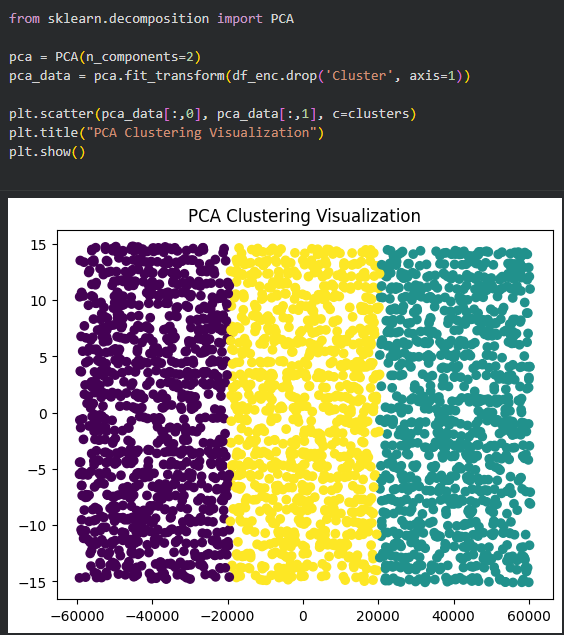 from sklearn.decomposition import PCA
pca = PCA(n_components=2)
pca_data = pca.fit_transform(df_enc.drop('Cluster', axis=1))
plt.scatter(pca_data[:,0], pca_data[:,1], c=clusters)
plt.title("PCA Clustering Visualization")
plt.show()
PCA Clustering Visualization
15
10
5
0
−5
−10
−15
−60000 −40000 −20000 0 20000 40000 60000